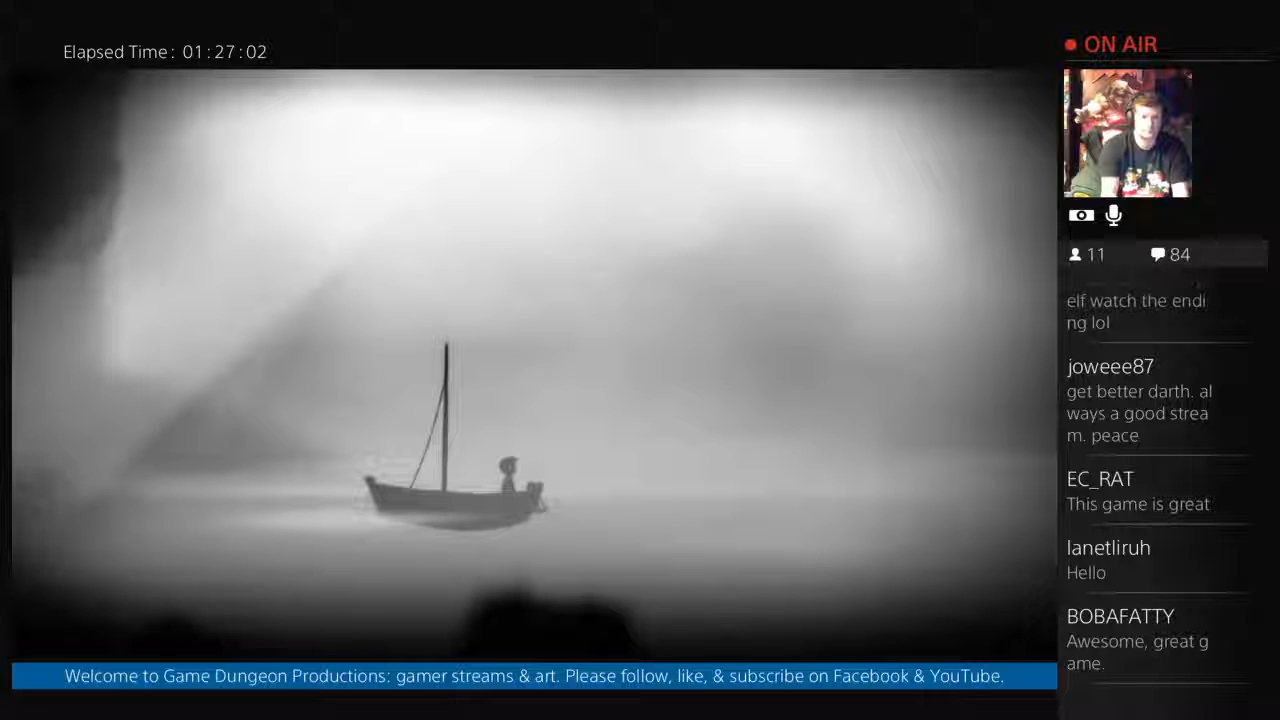 Elapsed Time: 01:27:02
ON AIR
11 84
elf watch the endi
ng lol
joweee87
get better darth. al
ways a good strea
m. peace
EC_RAT
This game is great
lanetliruh
Hello
BOBAFATTY
Awesome, great g
ame.
Welcome to Game Dungeon Productions: gamer streams & art. Please follow, like, & subscribe on Facebook & YouTube.